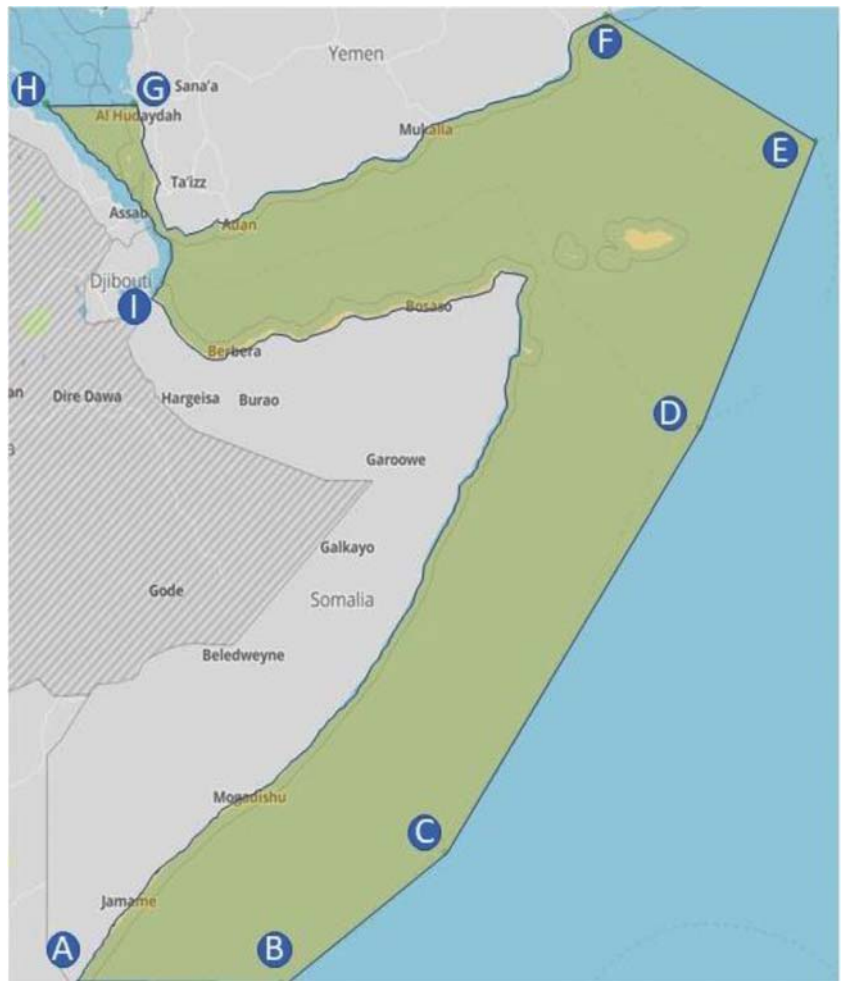 F
Yemen
H
G
Sana'a
Al Hudaydah
Mukalla
E
Ta'izz
Assab
Adan
Djibouti
I
Bosaso
Berbera
an
Dire Dawa
Hargeisa
Burao
D
a
Garoowe
Galkayo
Gode
Somalia
Beledweyne
Mogadishu
C
Jamame
A
B